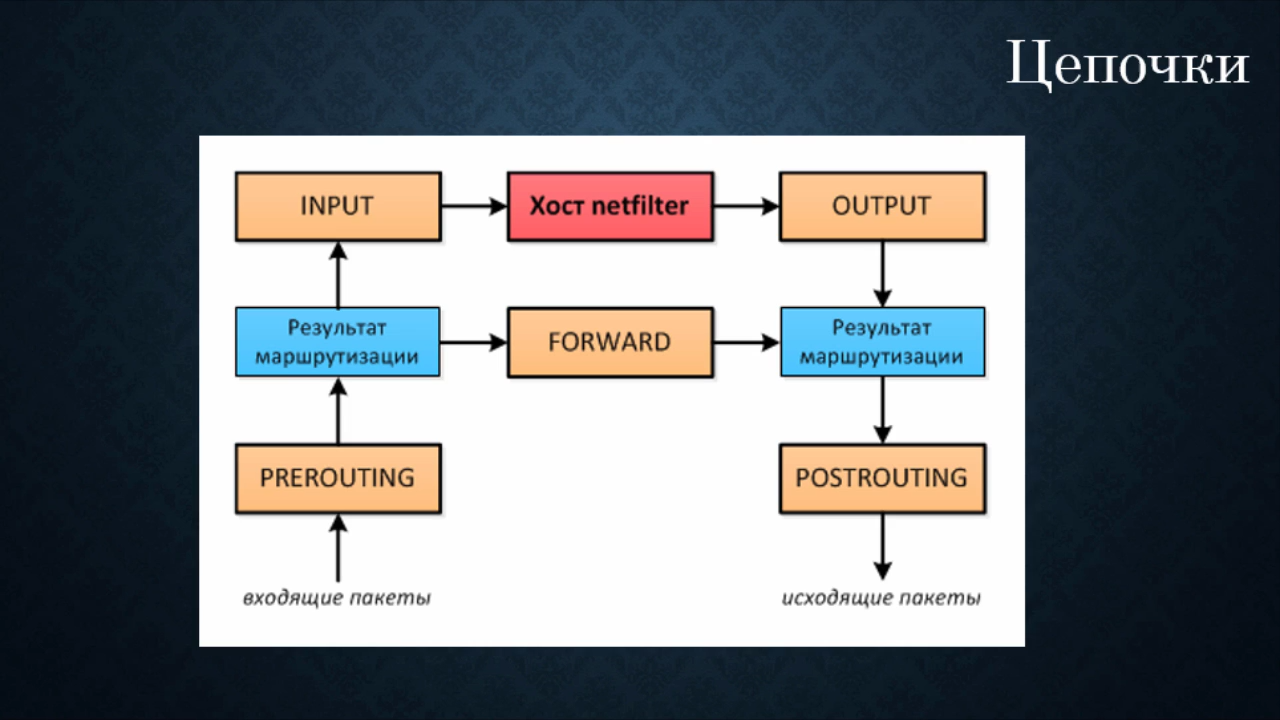 Цепочки
INPUT
Хост netfilter
OUTPUT
Результат
маршрутизации
FORWARD
Результат
маршрутизации
PREROUTING
POSTROUTING
входящие пакеты
исходящие пакеты